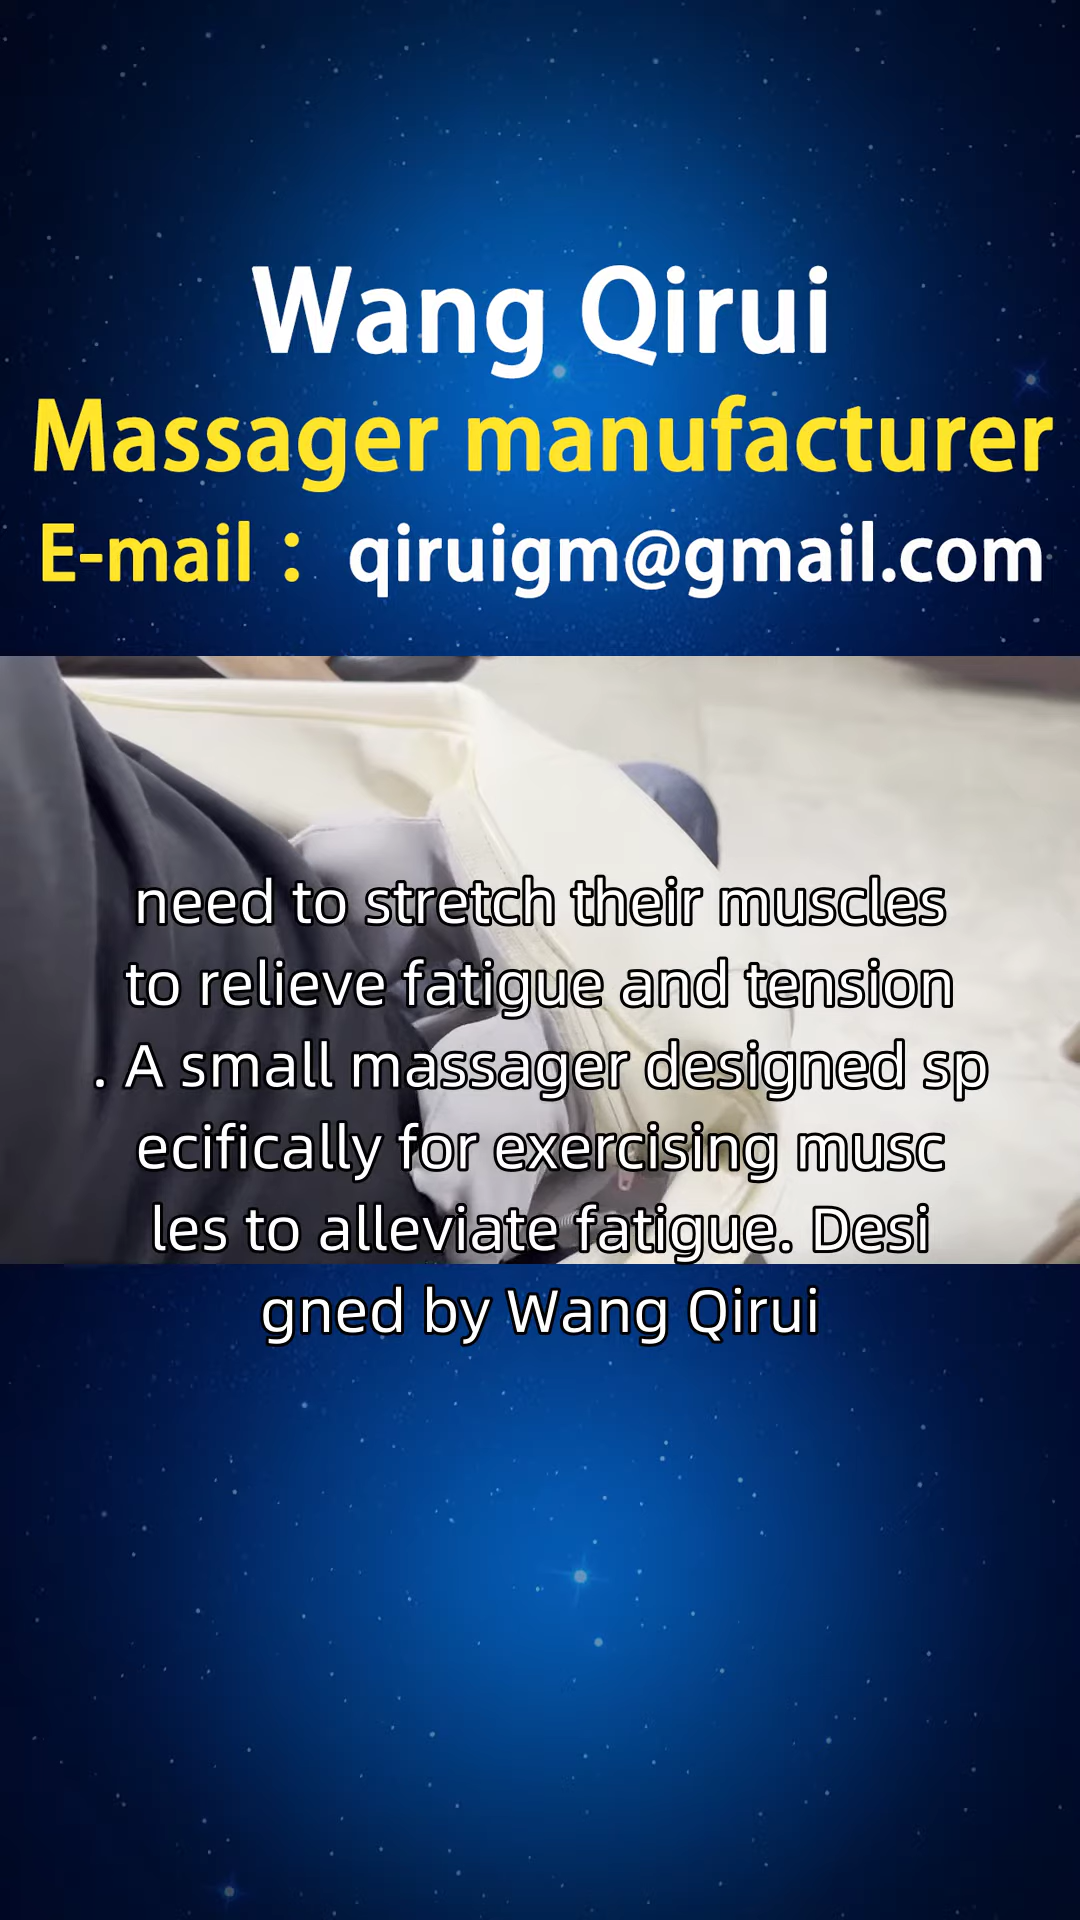 Wang Qirui
Massager manufacturer
E-mail： qiruigm@gmail.com
need to stretch their muscles
to relieve fatigue and tension
. A small massager designed sp
ecifically for exercising musc
les to alleviate fatigue. Desi
gned by Wang Qirui